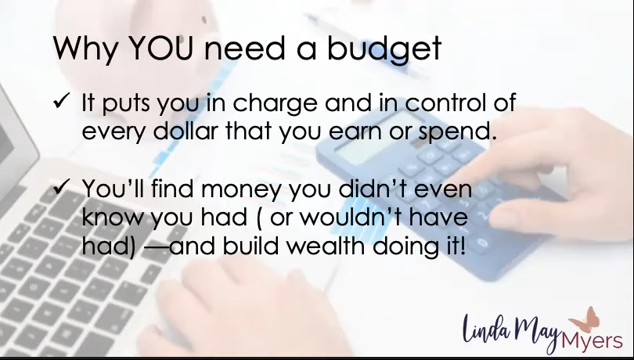 Why YOU need a budget
✓ It puts you in charge and in control of
every dollar that you earn or spend.
✓ You'll find money you didn't even
know you had ( or wouldn't have
had) —and build wealth doing it!
Linda May Myers